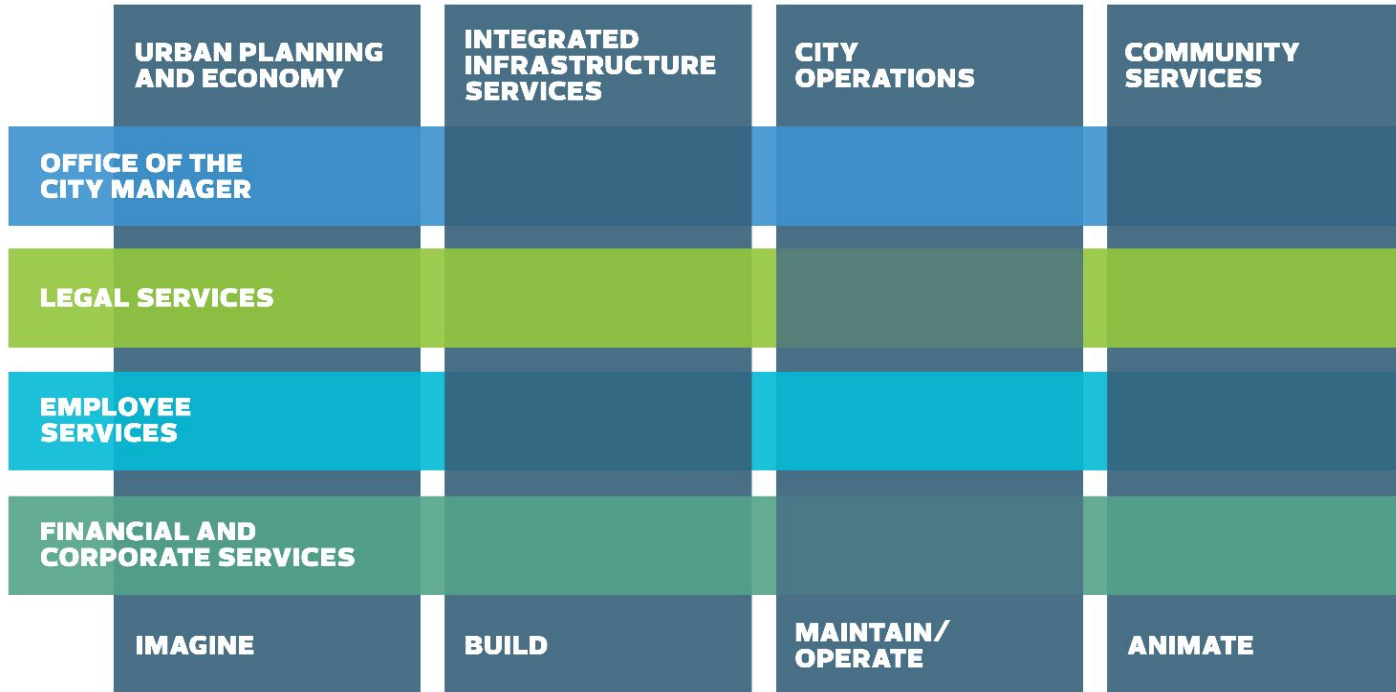 URBAN PLANNING
AND ECONOMY
INTEGRATED
INFRASTRUCTURE
SERVICES
CITY
OPERATIONS
COMMUNITY
SERVICES
OFFICE OF THE
CITY MANAGER
LEGAL SERVICES
EMPLOYEE
SERVICES
FINANCIAL AND
CORPORATE SERVICES
IMAGINE
BUILD
MAINTAIN/
OPERATE
ANIMATE